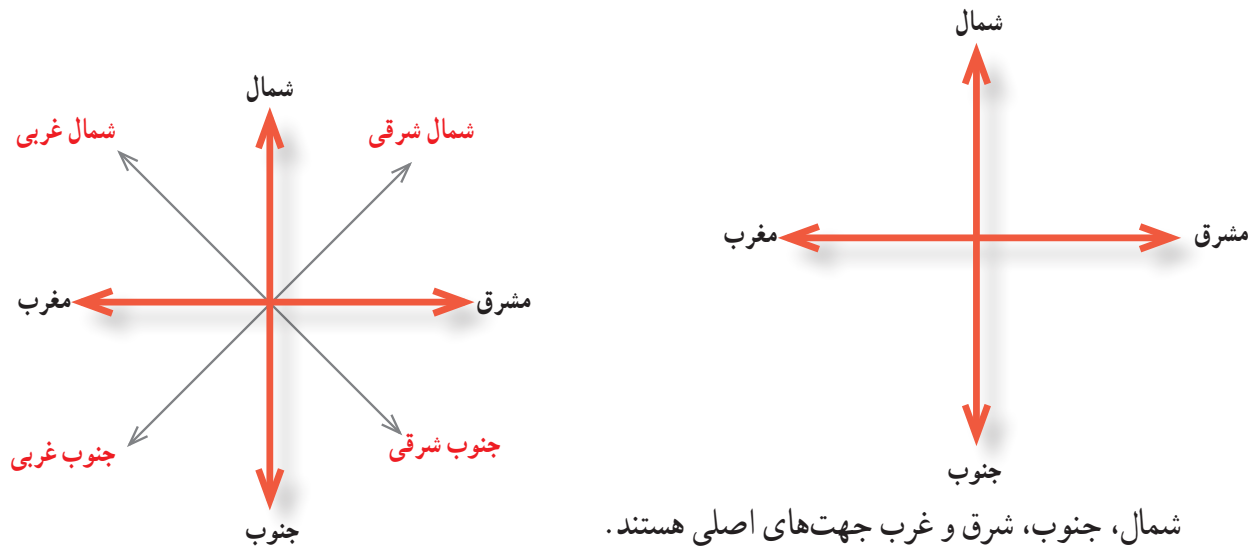 شمال
مشرق
مغرب
جنوب
شمال، جنوب، شرق و غرب جهت‌های اصلی هستند.
شمال
شمال شرقی
شمال غربی
مشرق
مغرب
جنوب شرقی
جنوب غربی
جنوب